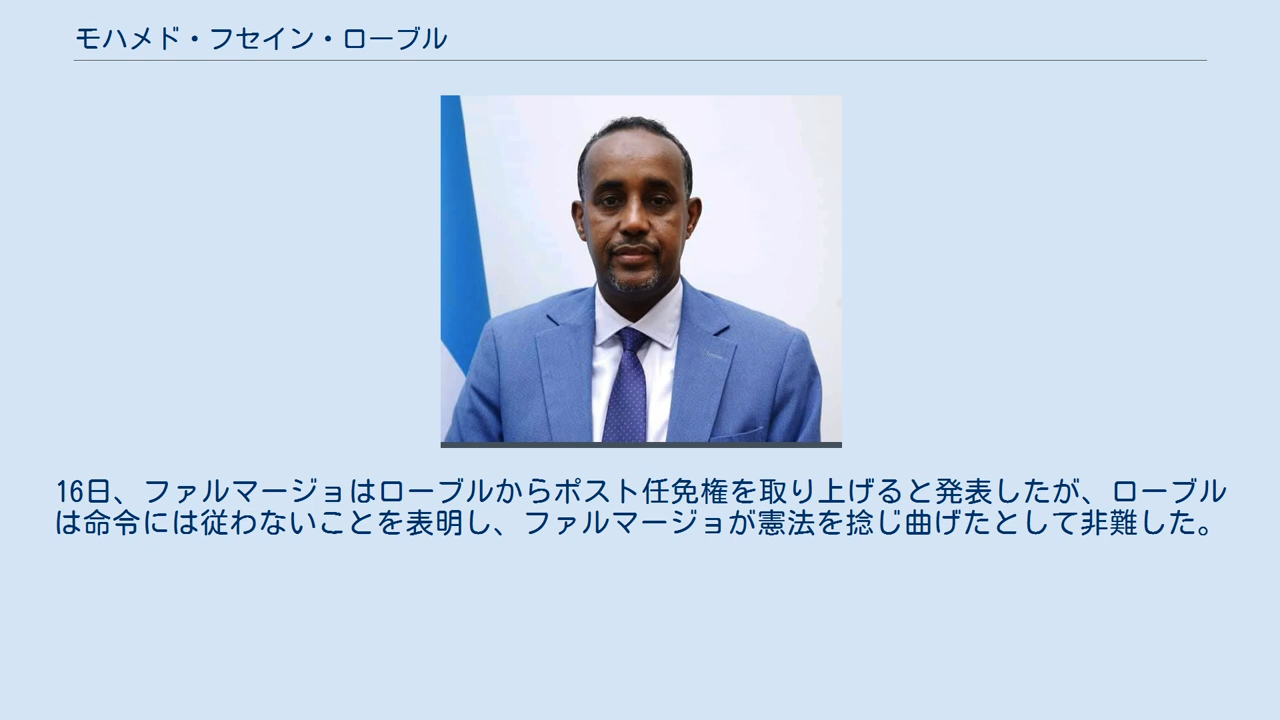 モハメド・フセイン・ローブル
16日、ファルマージョはローブルからポスト任免権を取り上げると発表したが、ローブル
は命令には従わないことを表明し、ファルマージョが憲法を捻じ曲げたとして非難した。